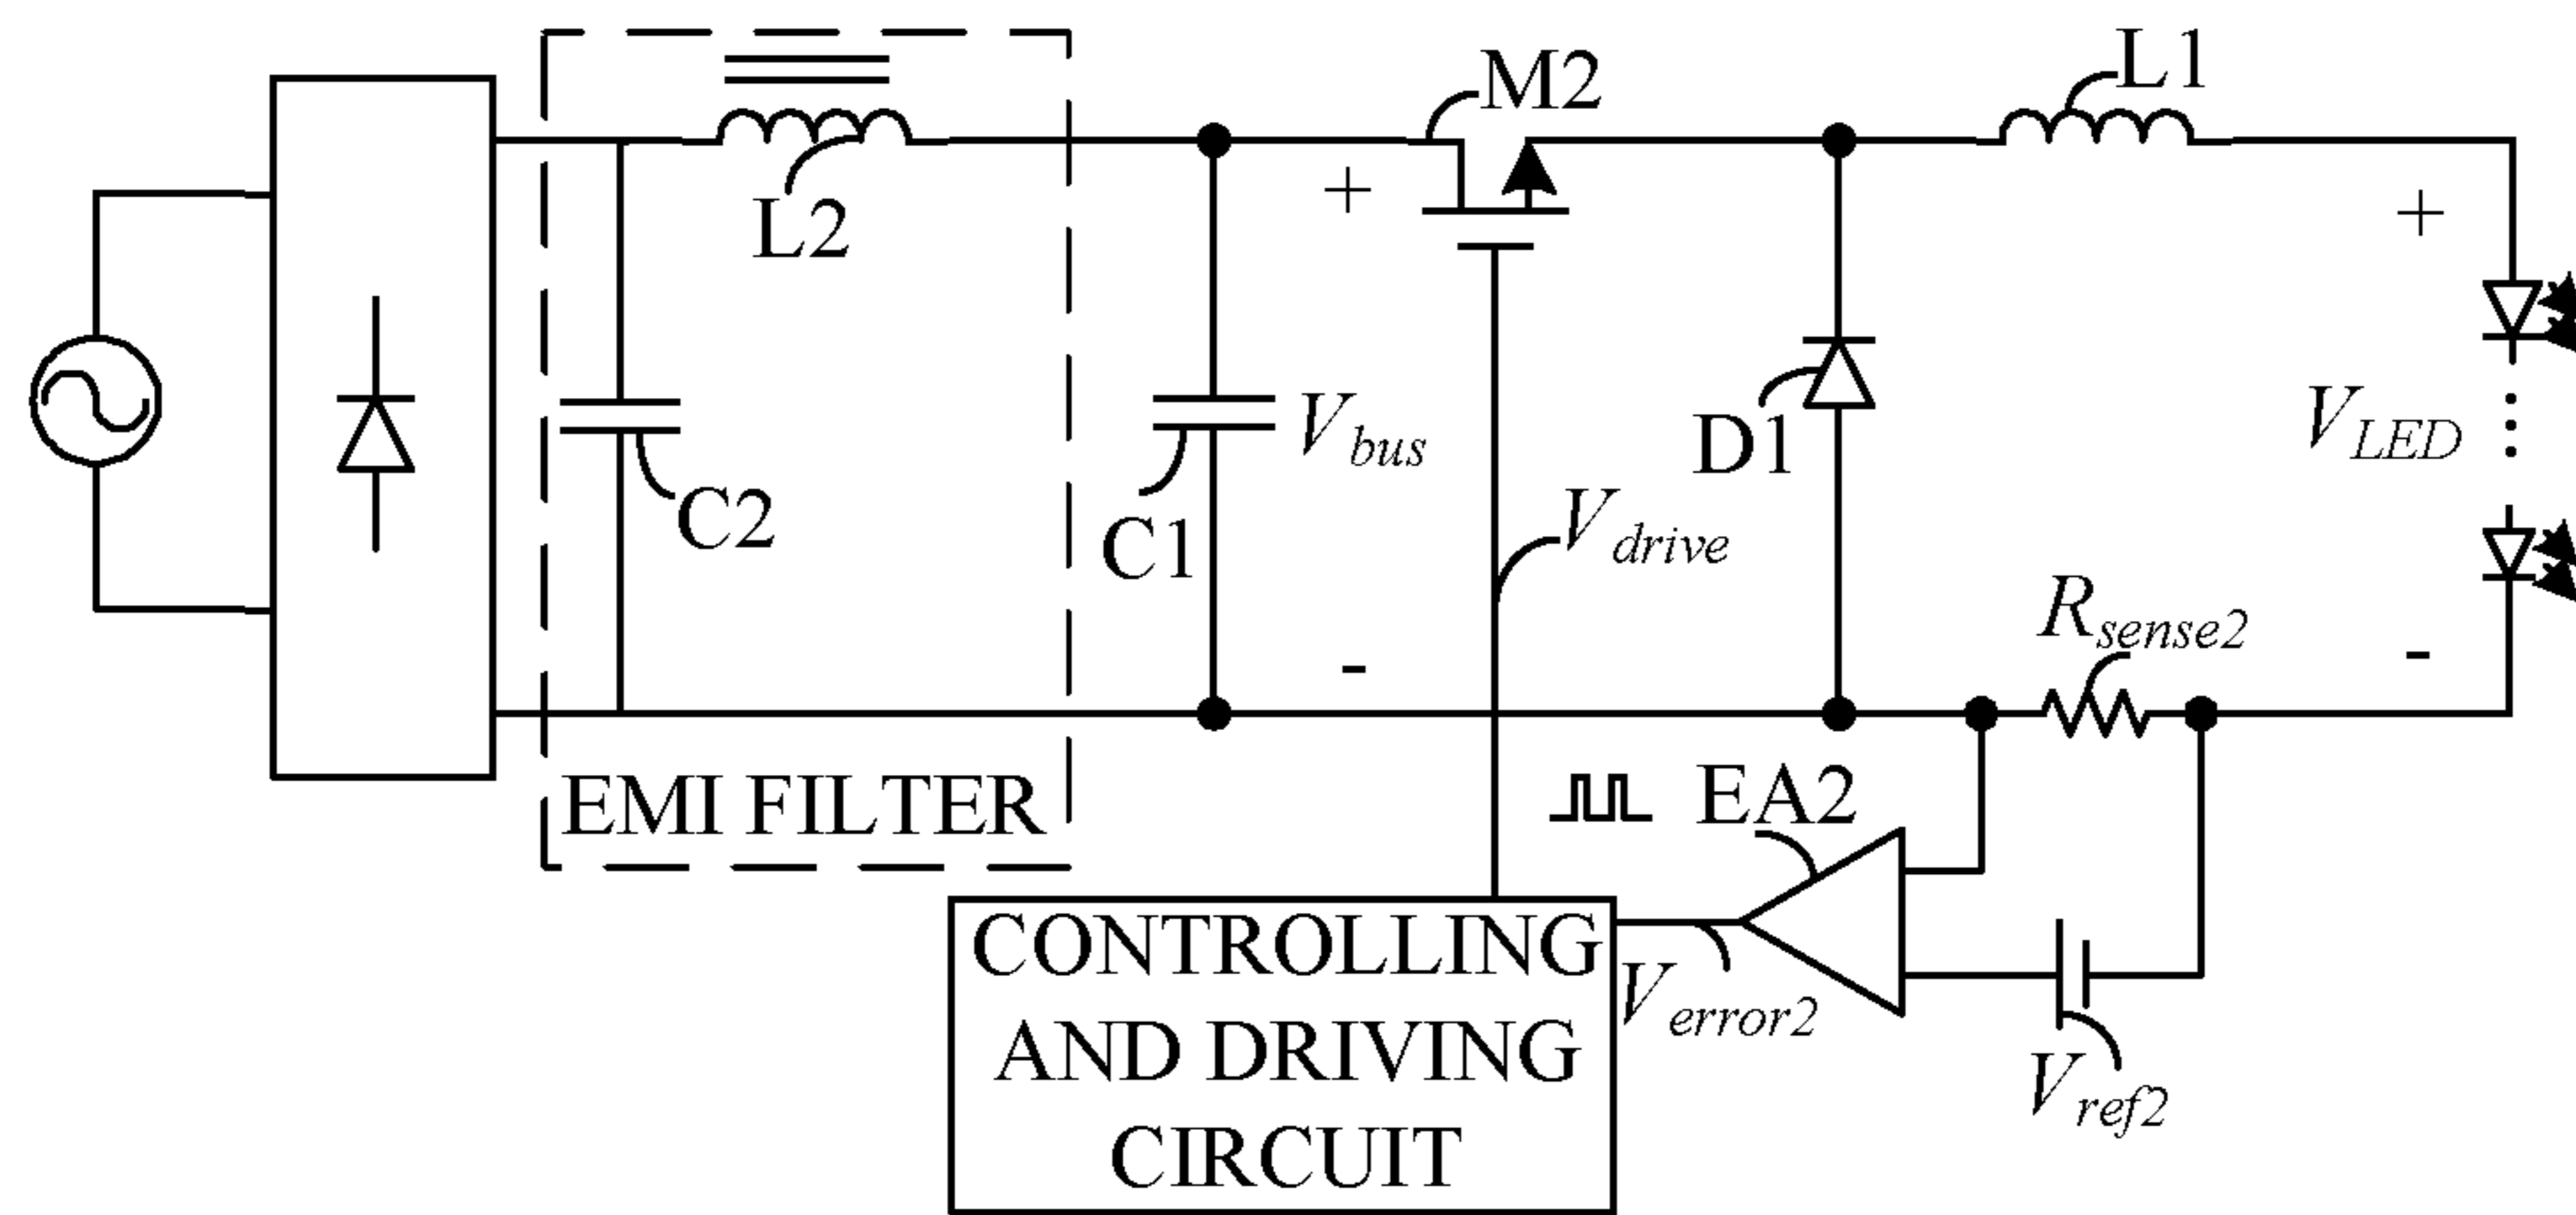 M2
L1
L2
+
+
C2
C1
Vbus
D1
VLED
Vdrive
Rsense2
-
-
EMI FILTER
EA2
CONTROLLING
AND DRIVING
CIRCUIT
Verror2
Vref2